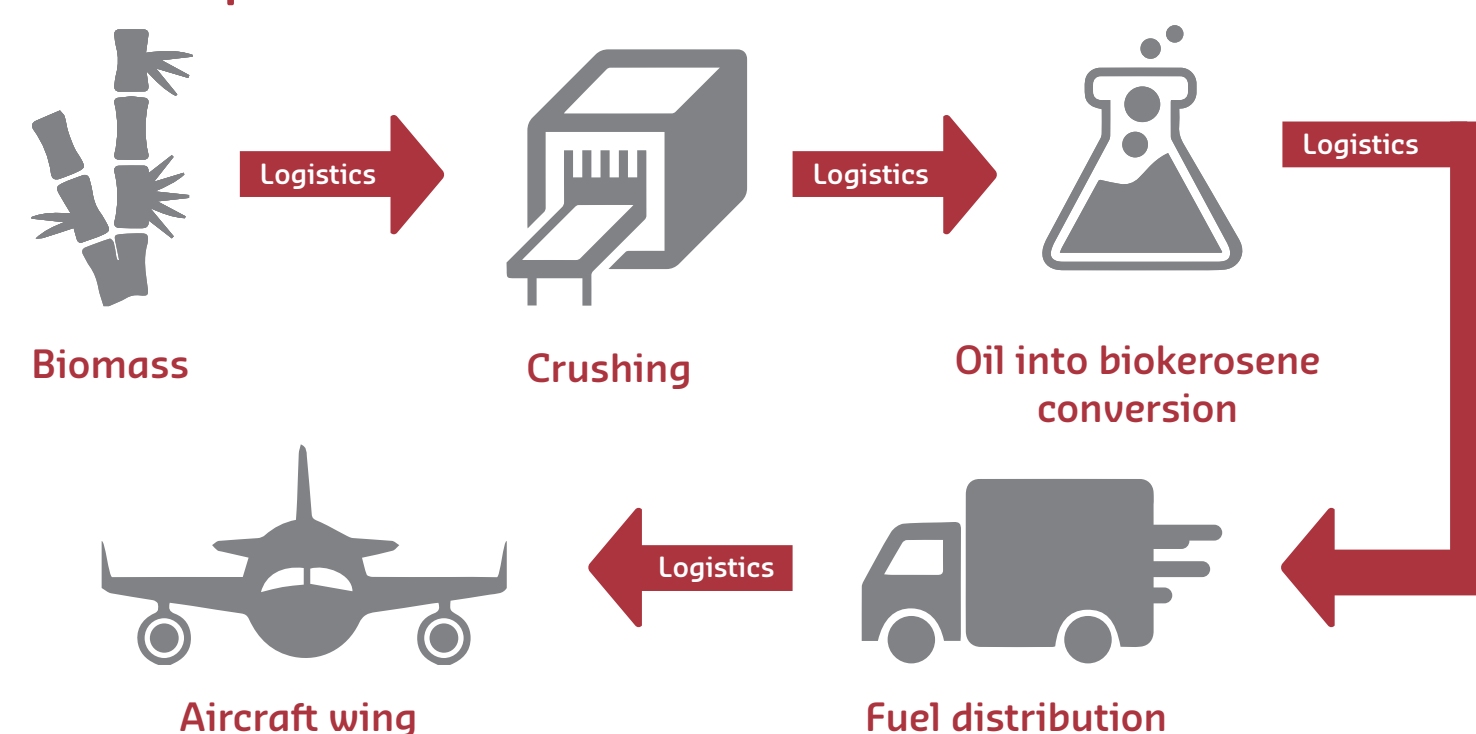 Logistics
Logistics
Logistics
Biomass
Crushing
Oil into biokerosene
conversion
Logistics
Aircraft wing
Fuel distribution